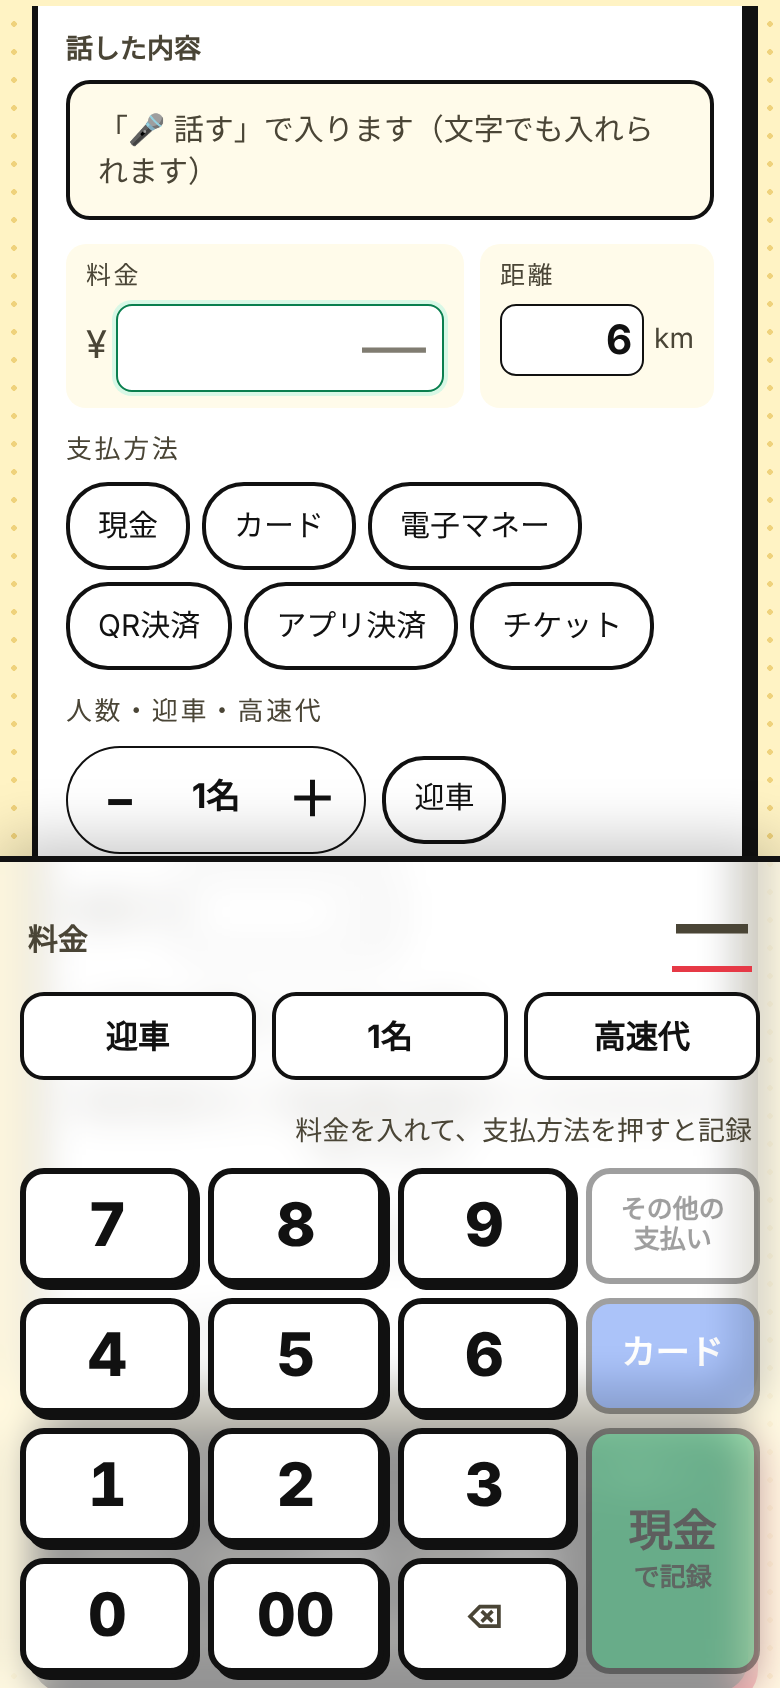 話した内容
「🎤 話す」で入ります（文字でも入れら
れます）
料金
距離
¥ —
6 km
支払方法
現金 カード 電子マネー
QR決済 アプリ決済 チケット
人数・迎車・高速代
− 1名 ＋ 迎車
料金 —
迎車 1名 高速代
料金を入れて、支払方法を押すと記録
7 8 9 その他の
支払い
4 5 6 カード
1 2 3 現金
で記録
0 00 ⌫